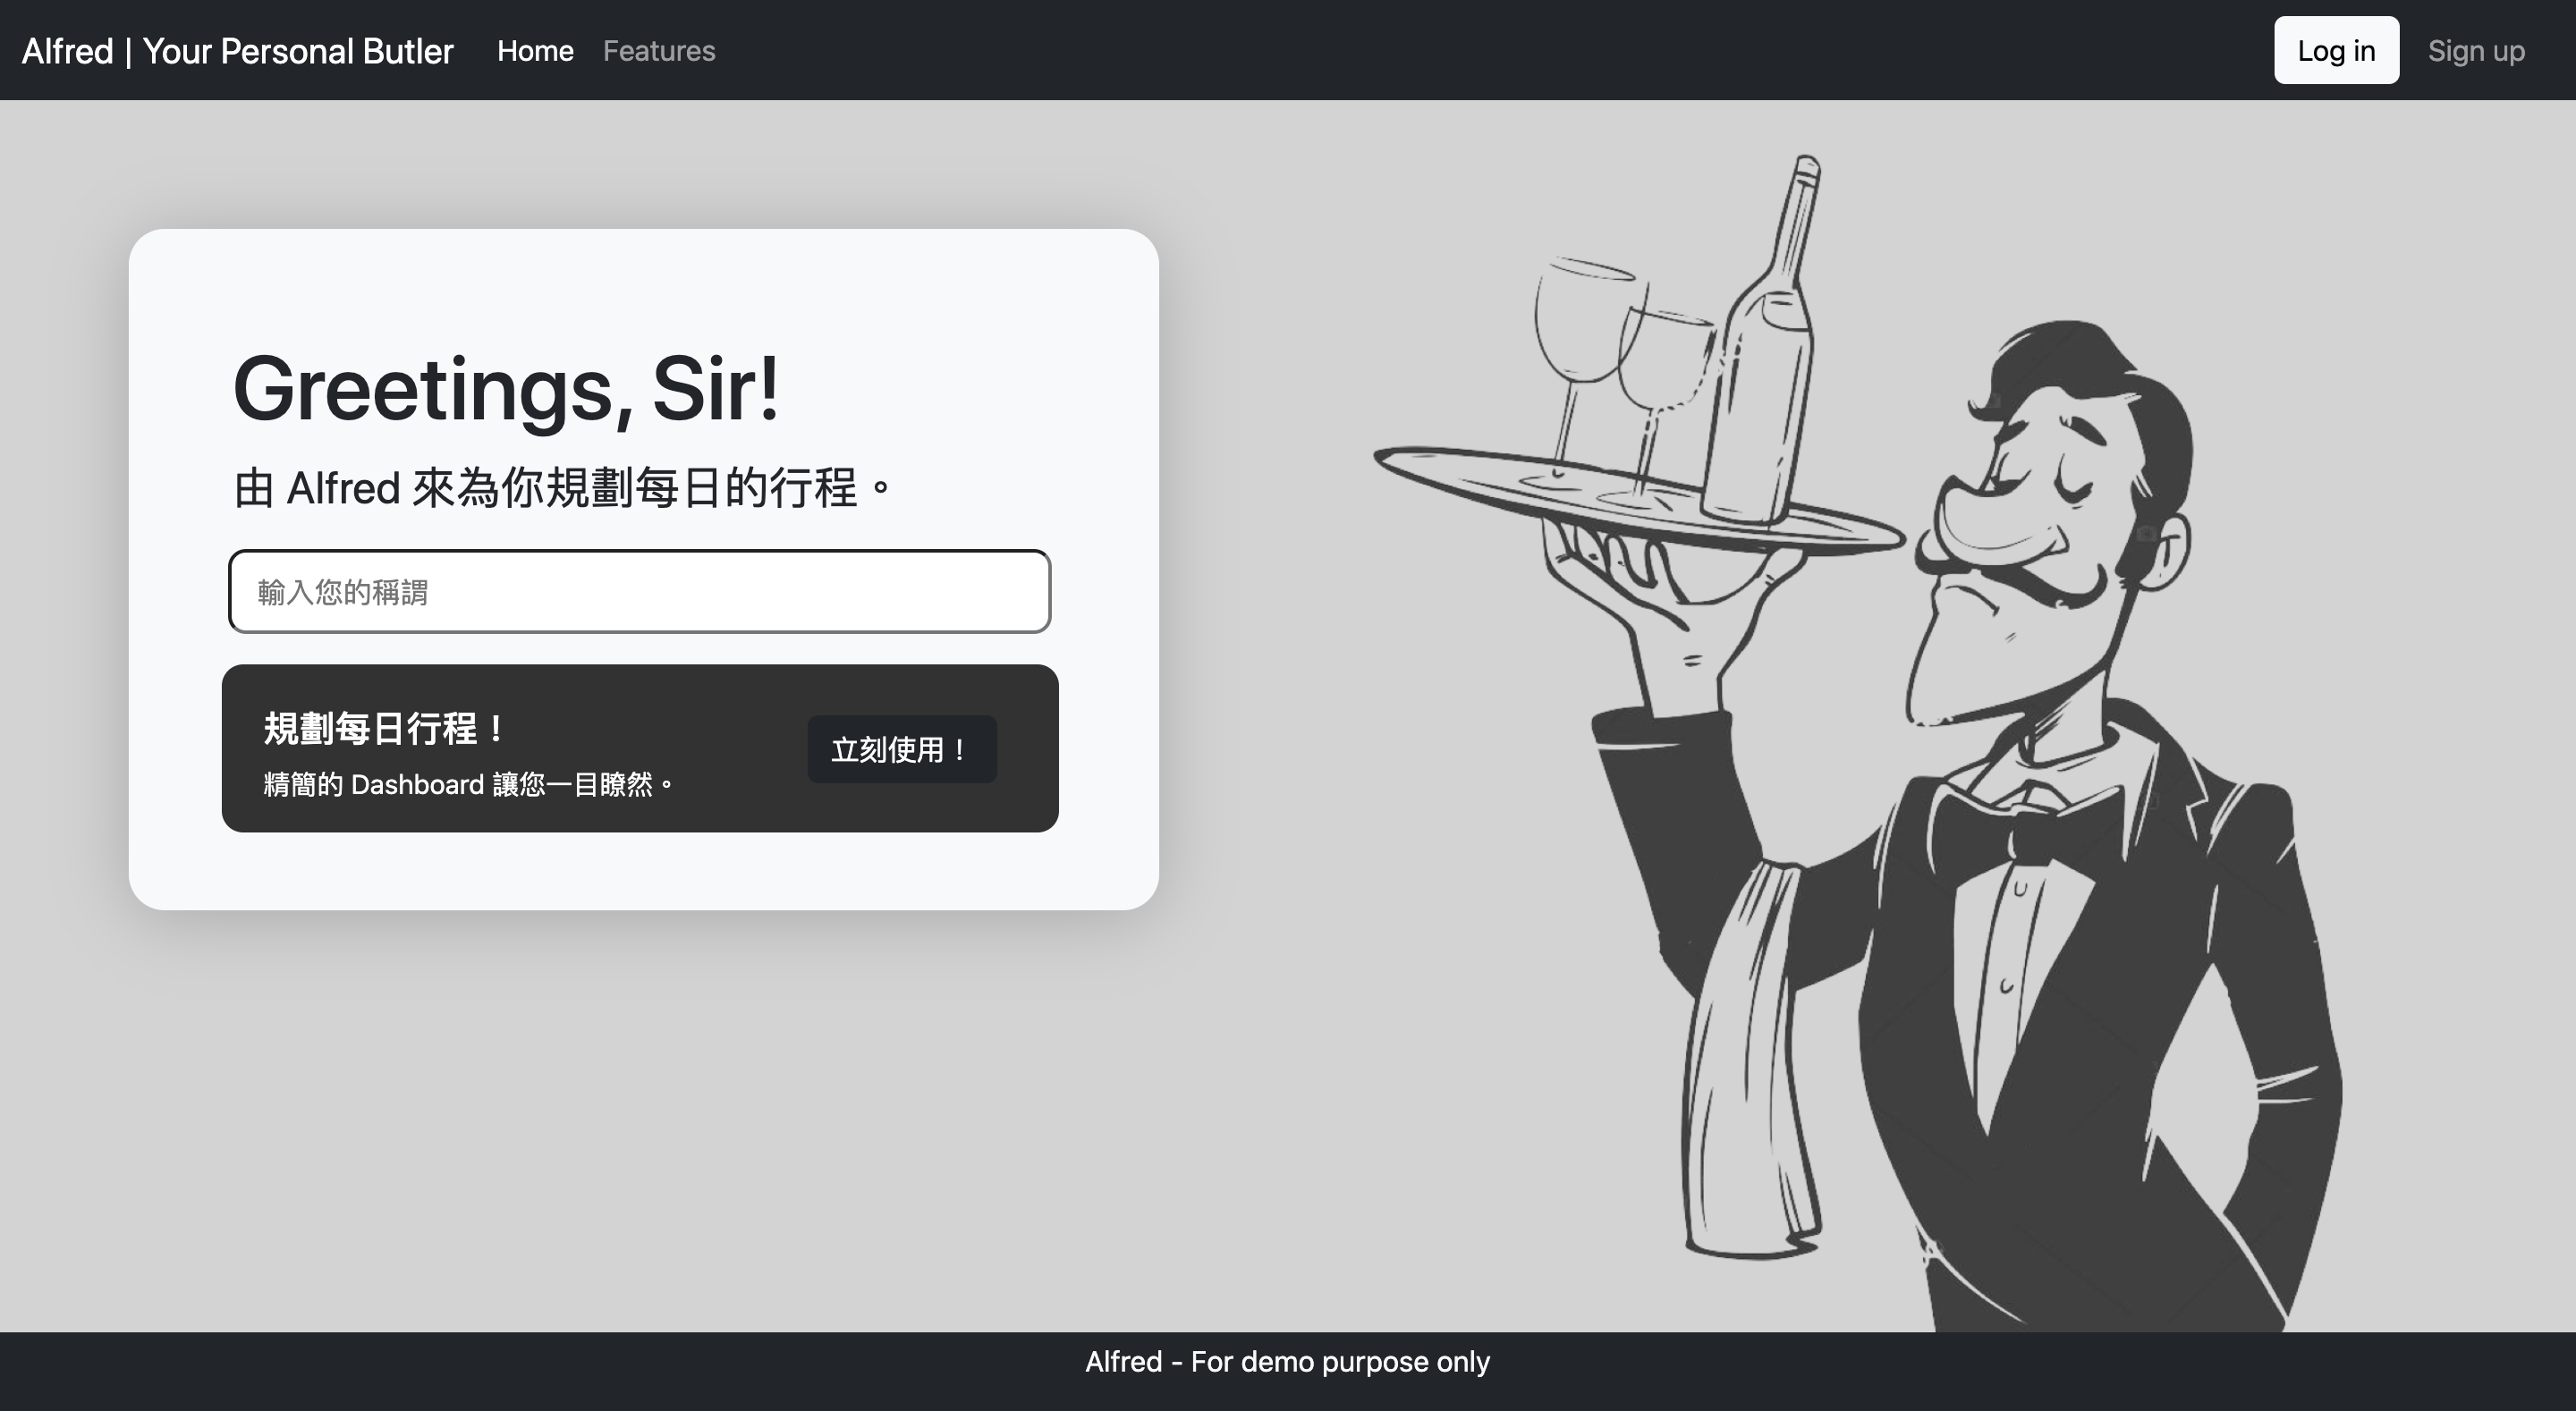 Alfred | Your Personal Butler
Home
Features
Log in
Sign up
Greetings, Sir!
由 Alfred 來為你規劃每日的行程。
輸入您的稱謂
規劃每日行程！
精簡的 Dashboard 讓您一目瞭然。
立刻使用！
Alfred - For demo purpose only